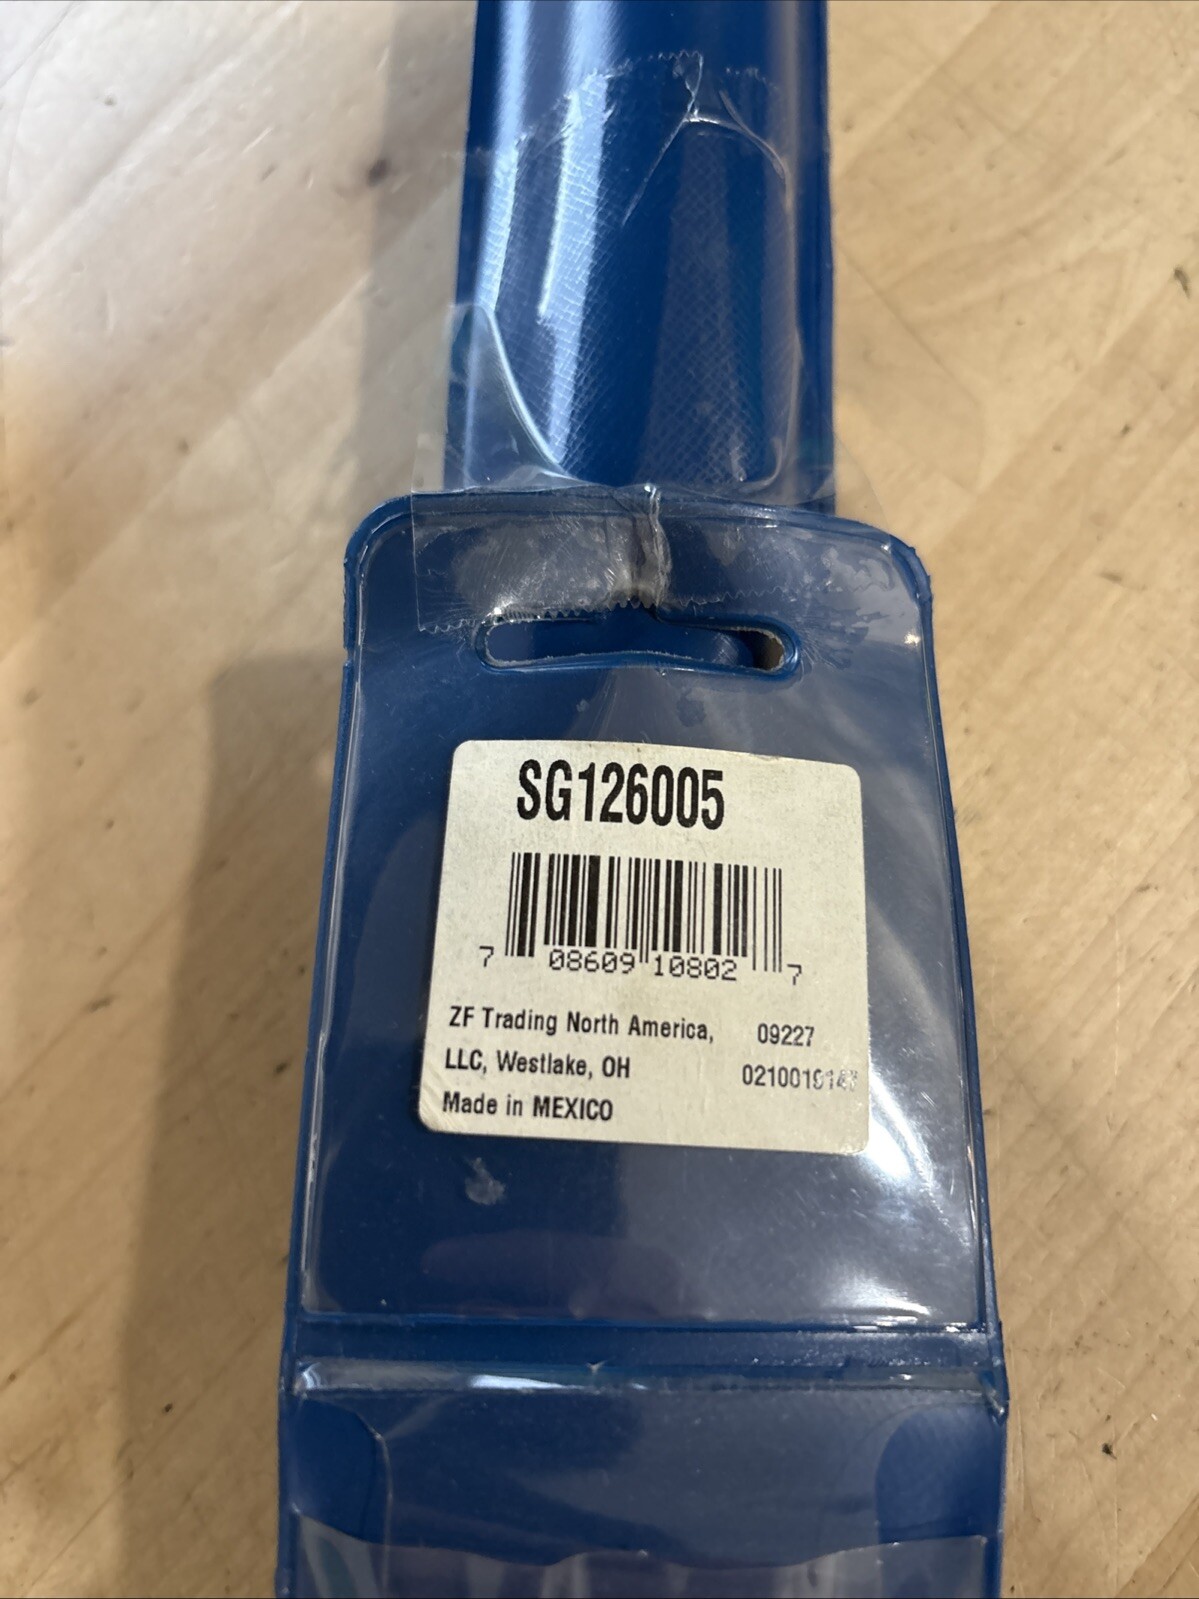 SG126005
7 08609 10802 7
ZF Trading North America, 09227
LLC, Westlake, OH
Made in MEXICO